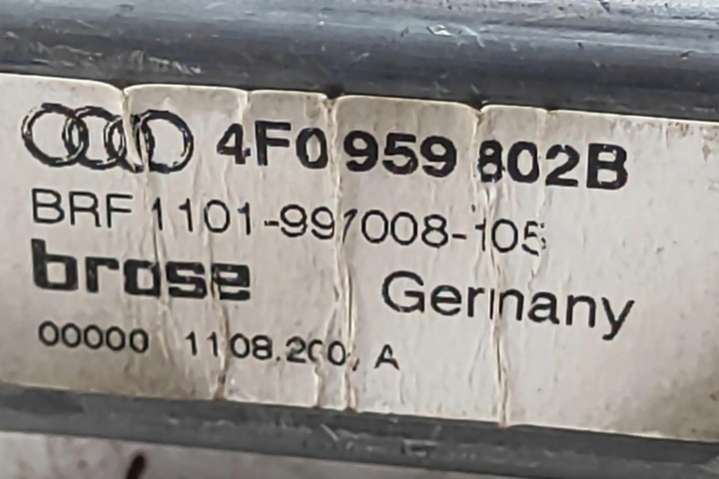 4F0 959 802B
BRF 1101-997008-105
brose Germany
00000 A